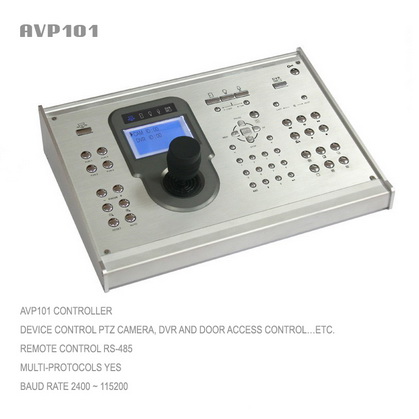 AVP101
AVP101 CONTROLLER
DEVICE CONTROL PTZ CAMERA, DVR AND DOOR ACCESS CONTROL...ETC.
REMOTE CONTROL RS-485
MULTI-PROTOCOLS YES
BAUD RATE 2400 ~ 115200